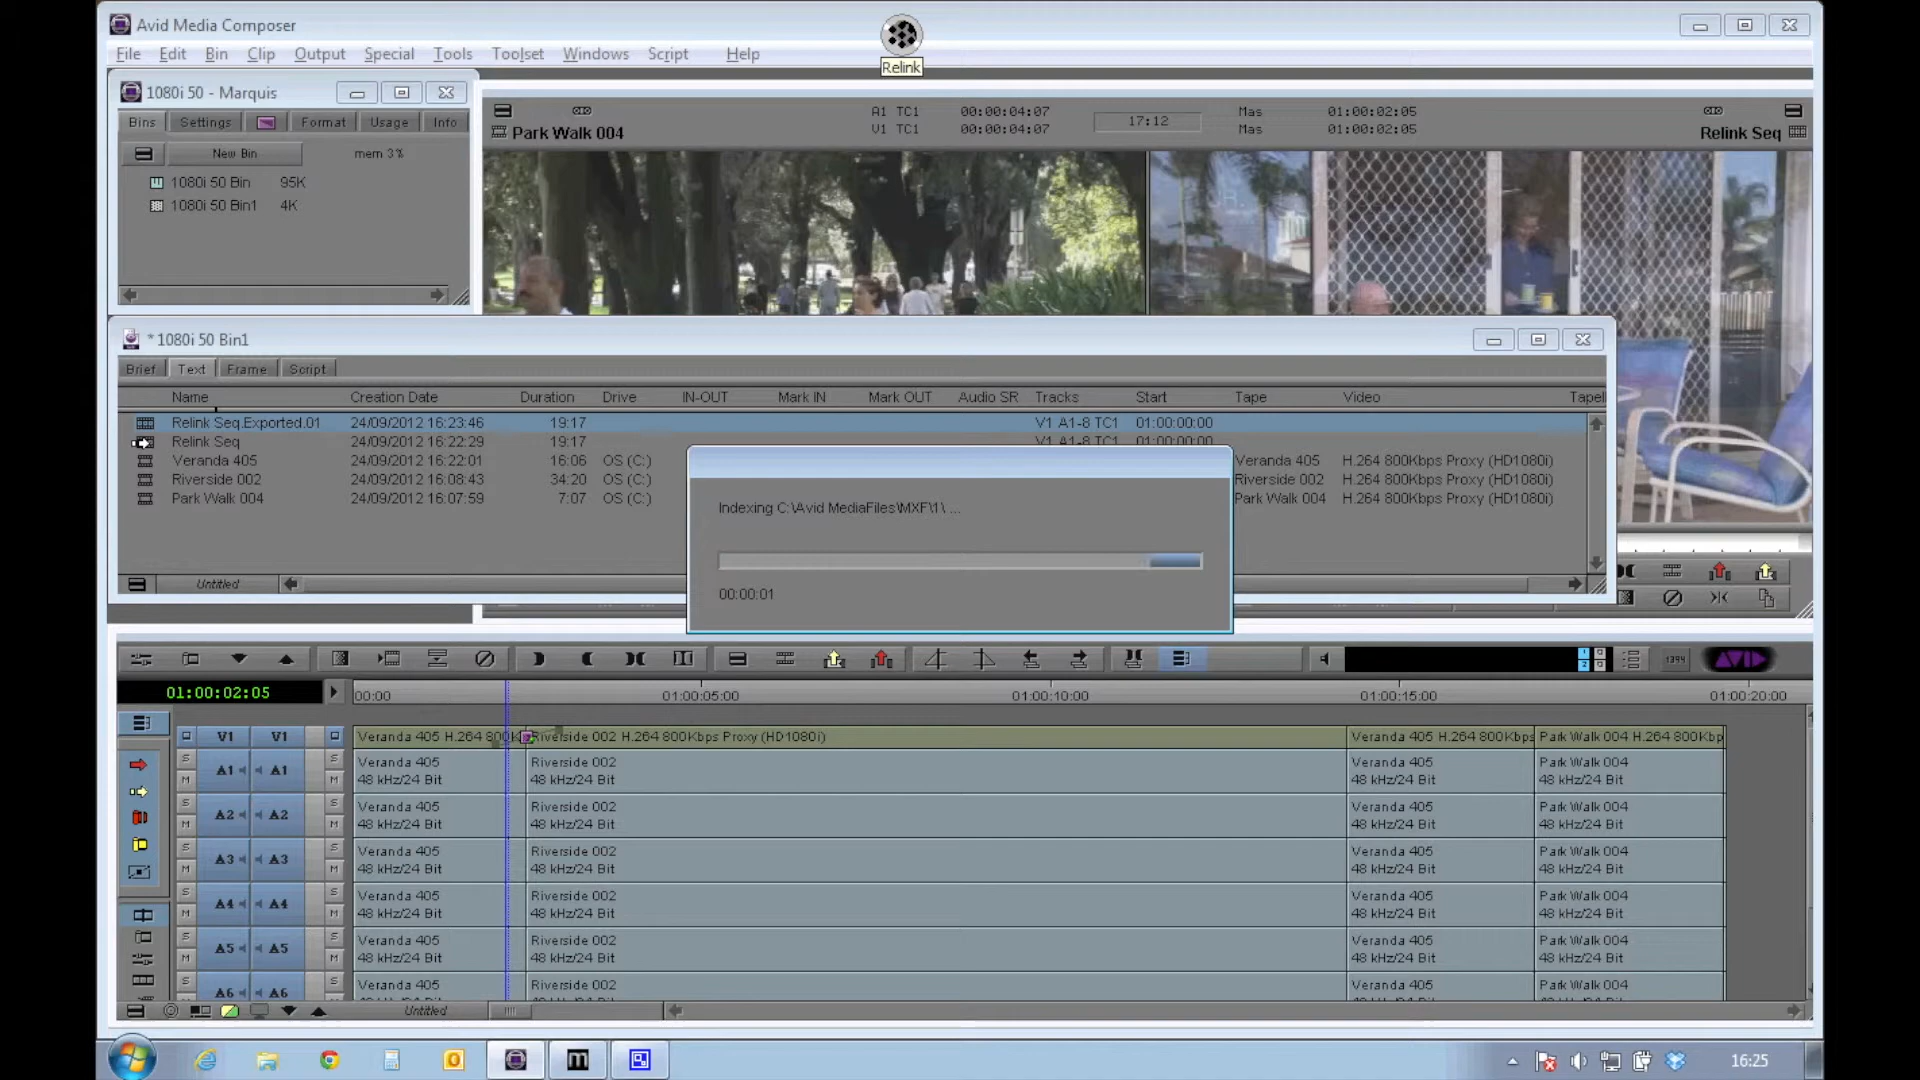 Avid Media Composer
Relink
File Edit Bin Clip Output Special Tools Toolset Windows Script Help
1080i 50 - Marquis
Bins Settings Format Usage Info
New Bin mem 3%
1080i 50 Bin 95K
1080i 50 Bin1 4K
A1 TC1 00:00:04:07 17:12 Mas 01:00:02:05
V1 TC1 00:00:04:07 Mas 01:00:02:05
Park Walk 004 Relink Seq
* 1080i 50 Bin1
Brief Text Frame Script
Name Creation Date Duration Drive IN-OUT Mark IN Mark OUT Audio SR Tracks Start Tape Video TapeI
Relink Seq.Exported.01 24/09/2012 16:23:46 19:17 V1 A1-8 TC1 01:00:00:00
Relink Seq 24/09/2012 16:22:29 19:17 V1 A1-8 TC1 01:00:00:00
Veranda 405 24/09/2012 16:22:01 16:06 OS (C:) Veranda 405 H.264 800Kbps Proxy (HD1080i)
Riverside 002 24/09/2012 16:08:43 34:20 OS (C:) Riverside 002 H.264 800Kbps Proxy (HD1080i)
Park Walk 004 24/09/2012 16:07:59 7:07 OS (C:) Park Walk 004 H.264 800Kbps Proxy (HD1080i)
Indexing C:\Avid MediaFiles\MXF\1\ ...
00:00:01
Untitled
1394 AVID
01:00:02:05 00:00 01:00:05:00 01:00:10:00 01:00:15:00 01:00:20:00
V1 V1 Veranda 405 H.264 800K Riverside 002 H.264 800Kbps Proxy (HD1080i) Veranda 405 H.264 800Kbps Park Walk 004 H.264 800Kbp
S S Veranda 405 Riverside 002 Veranda 405 Park Walk 004
A1 A1
M M 48 kHz/24 Bit 48 kHz/24 Bit 48 kHz/24 Bit 48 kHz/24 Bit
S S Veranda 405 Riverside 002 Veranda 405 Park Walk 004
A2 A2
M M 48 kHz/24 Bit 48 kHz/24 Bit 48 kHz/24 Bit 48 kHz/24 Bit
S S Veranda 405 Riverside 002 Veranda 405 Park Walk 004
A3 A3
M M 48 kHz/24 Bit 48 kHz/24 Bit 48 kHz/24 Bit 48 kHz/24 Bit
S S Veranda 405 Riverside 002 Veranda 405 Park Walk 004
A4 A4
M M 48 kHz/24 Bit 48 kHz/24 Bit 48 kHz/24 Bit 48 kHz/24 Bit
S S Veranda 405 Riverside 002 Veranda 405 Park Walk 004
A5 A5
M M 48 kHz/24 Bit 48 kHz/24 Bit 48 kHz/24 Bit 48 kHz/24 Bit
S S Veranda 405 Riverside 002 Veranda 405 Park Walk 004
A6 A6
Untitled
16:25